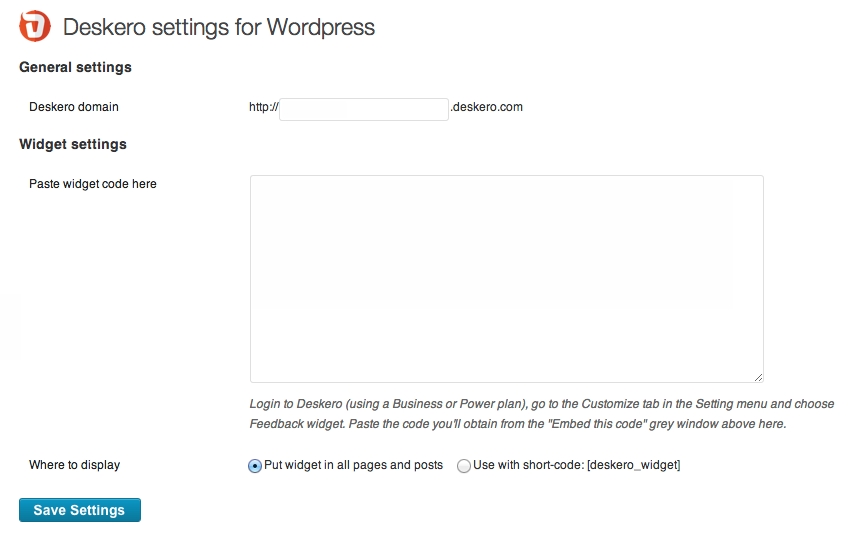 Deskero settings for Wordpress
General settings
Deskero domain http:// .deskero.com
Widget settings
Paste widget code here
Login to Deskero (using a Business or Power plan), go to the Customize tab in the Setting menu and choose
Feedback widget. Paste the code you'll obtain from the "Embed this code" grey window above here.
Where to display Put widget in all pages and posts Use with short-code: [deskero_widget]
Save Settings